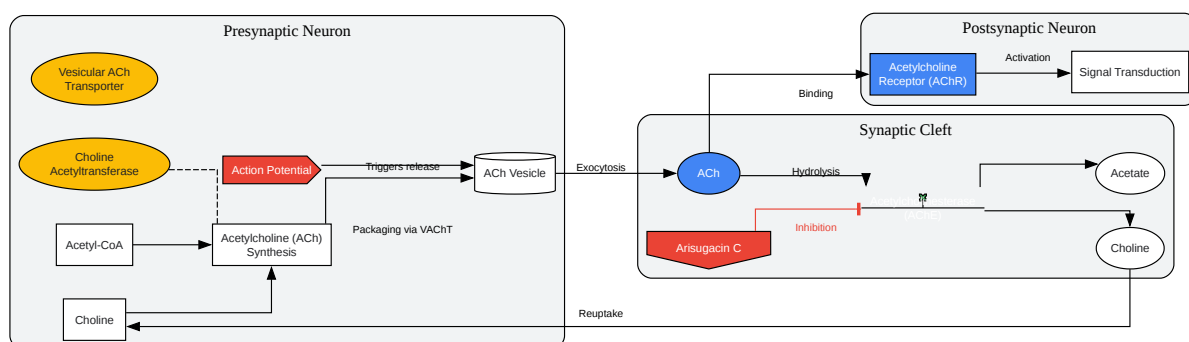 Presynaptic Neuron
Postsynaptic Neuron
Vesicular ACh
Transporter
Acetylcholine
Receptor (AChR)
Activation
Signal Transduction
Binding
Synaptic Cleft
Choline
Acetyltransferase
Action Potential
Triggers release
ACh Vesicle
Exocytosis
ACh
Hydrolysis
Acetate
(AChE)
Inhibition
Packaging via VAChT
Acetyl-CoA
Acetylcholine (ACh)
Synthesis
Arisugacin C
Choline
Choline
Reuptake